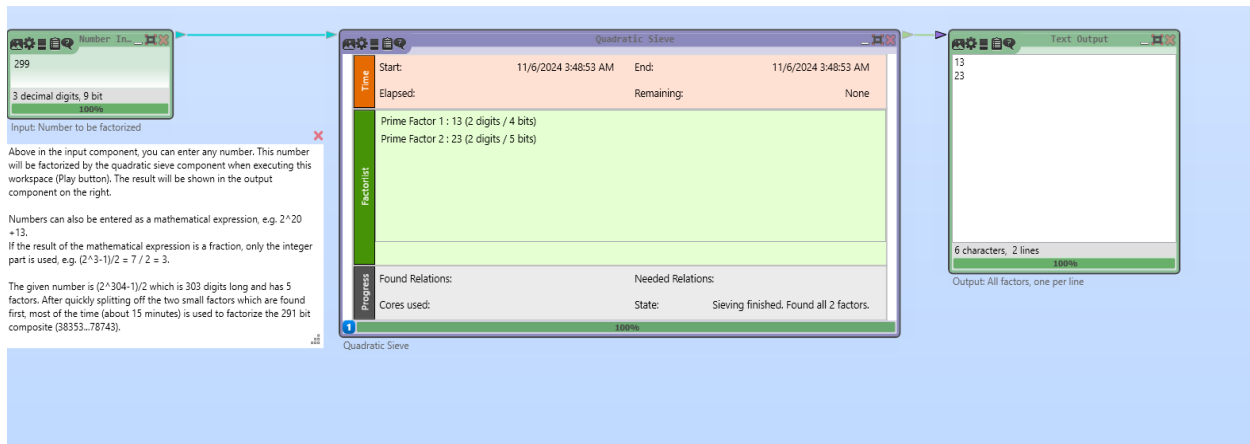 Number In...
299
3 decimal digits, 9 bit
100%
Input: Number to be factorized
Above in the input component, you can enter any number. This number
will be factorized by the quadratic sieve component when executing this
workspace (Play button). The result will be shown in the output
component on the right.
Numbers can also be entered as a mathematical expression, e.g. 2^20
+13.
If the result of the mathematical expression is a fraction, only the integer
part is used, e.g. (2^3-1)/2 = 7 / 2 = 3.
The given number is (2^304-1)/2 which is 303 digits long and has 5
factors. After quickly splitting off the two small factors which are found
first, most of the time (about 15 minutes) is used to factorize the 291 bit
composite (38353...78743).
Quadratic Sieve
Time
Start: 11/6/2024 3:48:53 AM End: 11/6/2024 3:48:53 AM
Elapsed: Remaining: None
Factorlist
Prime Factor 1 : 13 (2 digits / 4 bits)
Prime Factor 2 : 23 (2 digits / 5 bits)
Progress
Found Relations: Needed Relations:
Cores used: State: Sieving finished. Found all 2 factors.
1
100%
Quadratic Sieve
Text Output
13
23
6 characters, 2 lines
100%
Output: All factors, one per line